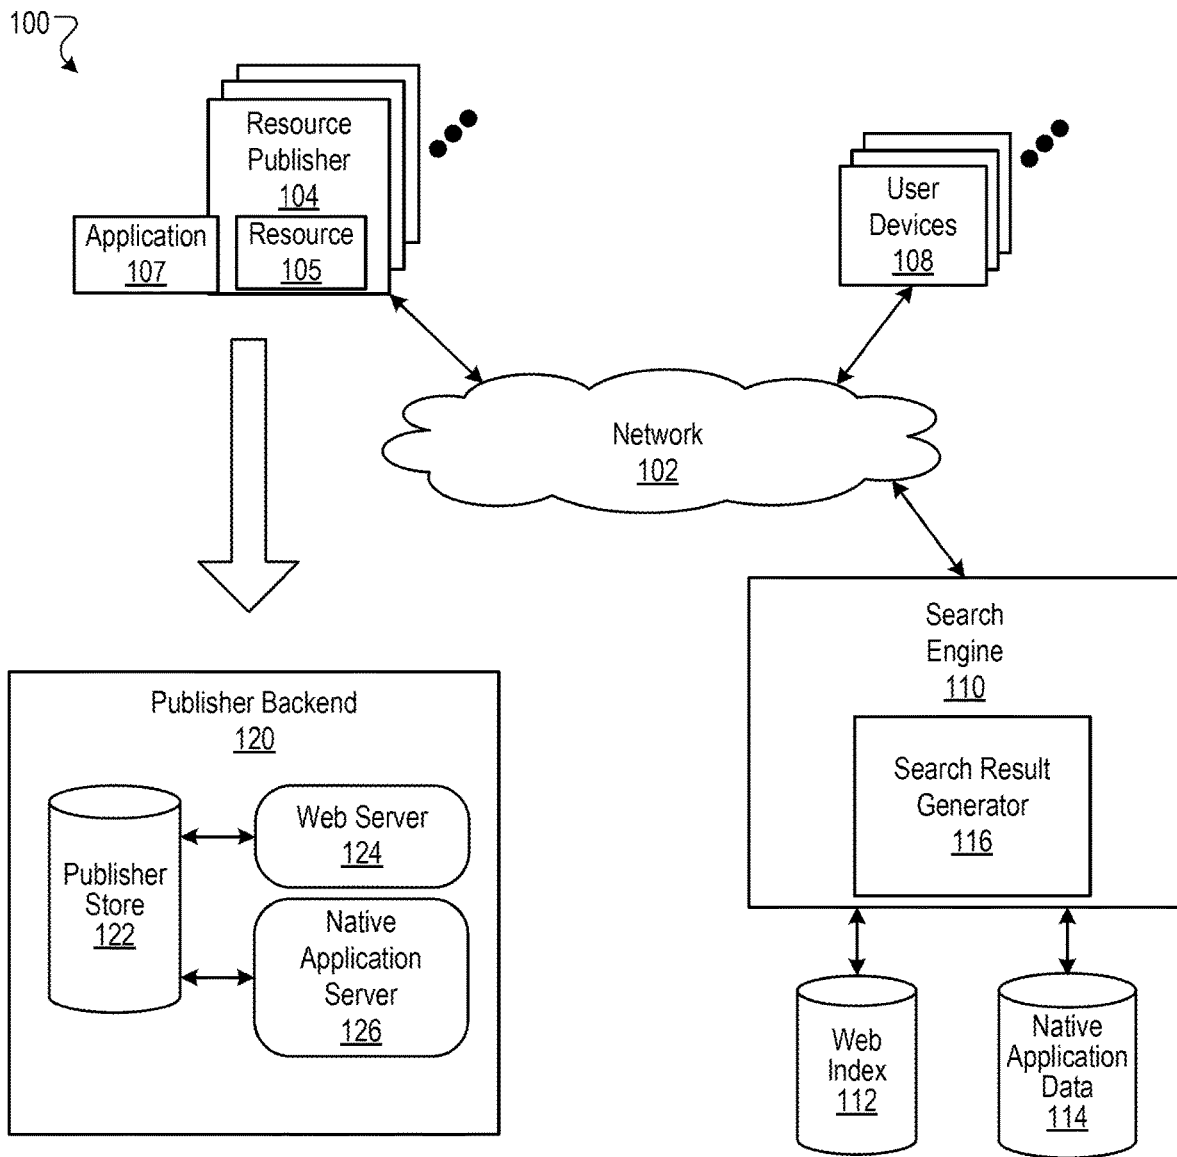 100
Resource
Publisher
104
Application
107
Resource
105
User
Devices
108
Network
102
Search
Engine
110
Search Result
Generator
116
Publisher Backend
120
Publisher
Store
122
Web Server
124
Native
Application
Server
126
Web
Index
112
Native
Application
Data
114